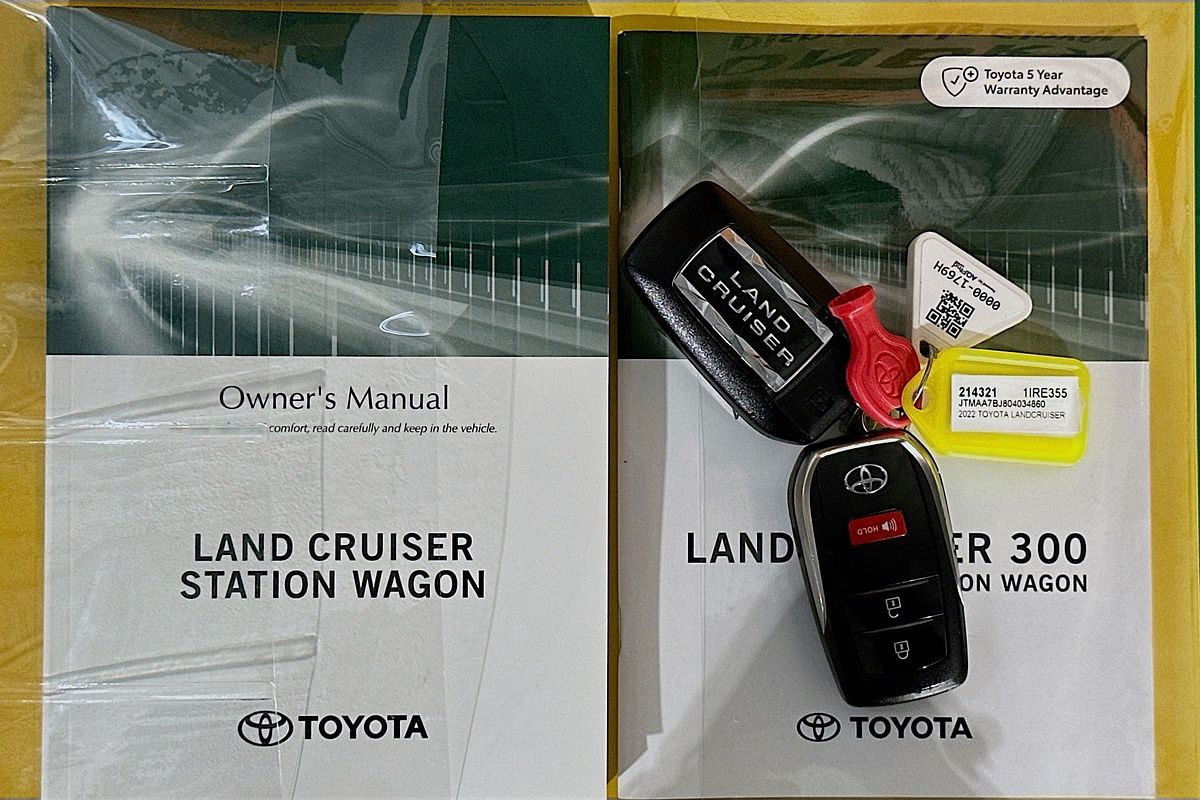 Owner's Manual
comfort, read carefully and keep in the vehicle.
LAND CRUISER
STATION WAGON
TOYOTA
Toyota 5 Year
Warranty Advantage
LAND
CRUISER
0000-1769H
214321 1IRE355
JTMAA7BJ804034860
2022 TOYOTA LANDCRUISER
HOLD
LAND ER 300
ON WAGON
TOYOTA